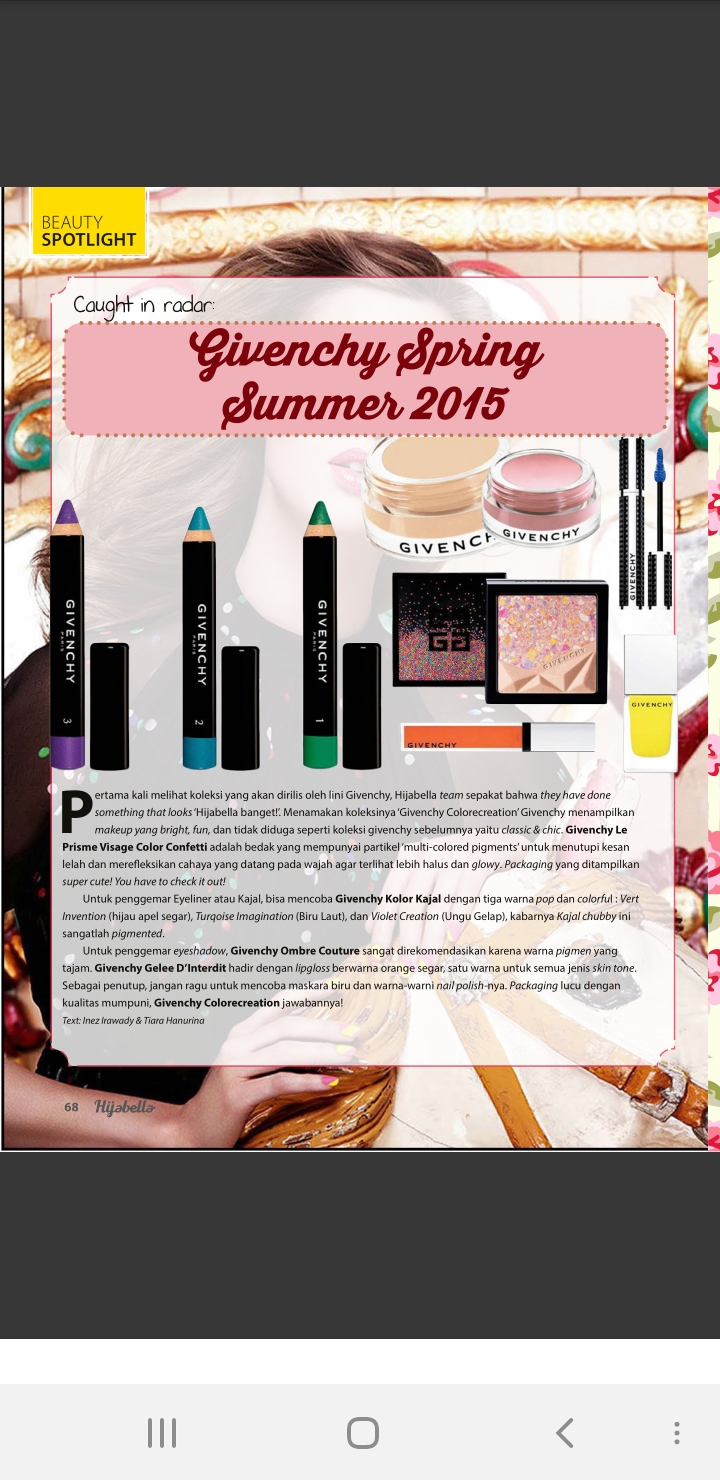 BEAUTY
SPOTLIGHT
Caught in radar:
Givenchy Spring
Summer 2015
GIVENCH
GIVENCHY
GIVENCHY
GIVENCHY
PARIS
3
GIVENCHY
PARIS
2
GIVENCHY
PARIS
1
GIVENCHY
GIVENCHY
GIVENCHY
Pertama kali melihat koleksi yang akan dirilis oleh lini Givenchy, Hijabella team sepakat bahwa they have done
something that looks ‘Hijabella banget!’. Menamakan koleksinya ‘Givenchy Colorecreation’ Givenchy menampilkan
makeup yang bright, fun, dan tidak diduga seperti koleksi givenchy sebelumnya yaitu classic & chic. Givenchy Le
Prisme Visage Color Confetti adalah bedak yang mempunyai partikel ‘multi-colored pigments’ untuk menutupi kesan
lelah dan merefleksikan cahaya yang datang pada wajah agar terlihat lebih halus dan glowy. Packaging yang ditampilkan
super cute! You have to check it out!
Untuk penggemar Eyeliner atau Kajal, bisa mencoba Givenchy Kolor Kajal dengan tiga warna pop dan colorful : Vert
Invention (hijau apel segar), Turqoise Imagination (Biru Laut), dan Violet Creation (Ungu Gelap), kabarnya Kajal chubby ini
sangatlah pigmented.
Untuk penggemar eyeshadow, Givenchy Ombre Couture sangat direkomendasikan karena warna pigmen yang
tajam. Givenchy Gelee D’Interdit hadir dengan lipgloss berwarna orange segar, satu warna untuk semua jenis skin tone.
Sebagai penutup, jangan ragu untuk mencoba maskara biru dan warna-warni nail polish-nya. Packaging lucu dengan
kualitas mumpuni, Givenchy Colorecreation jawabannya!
Text: Inez Irawady & Tiara Hanurina
68 Hijabella